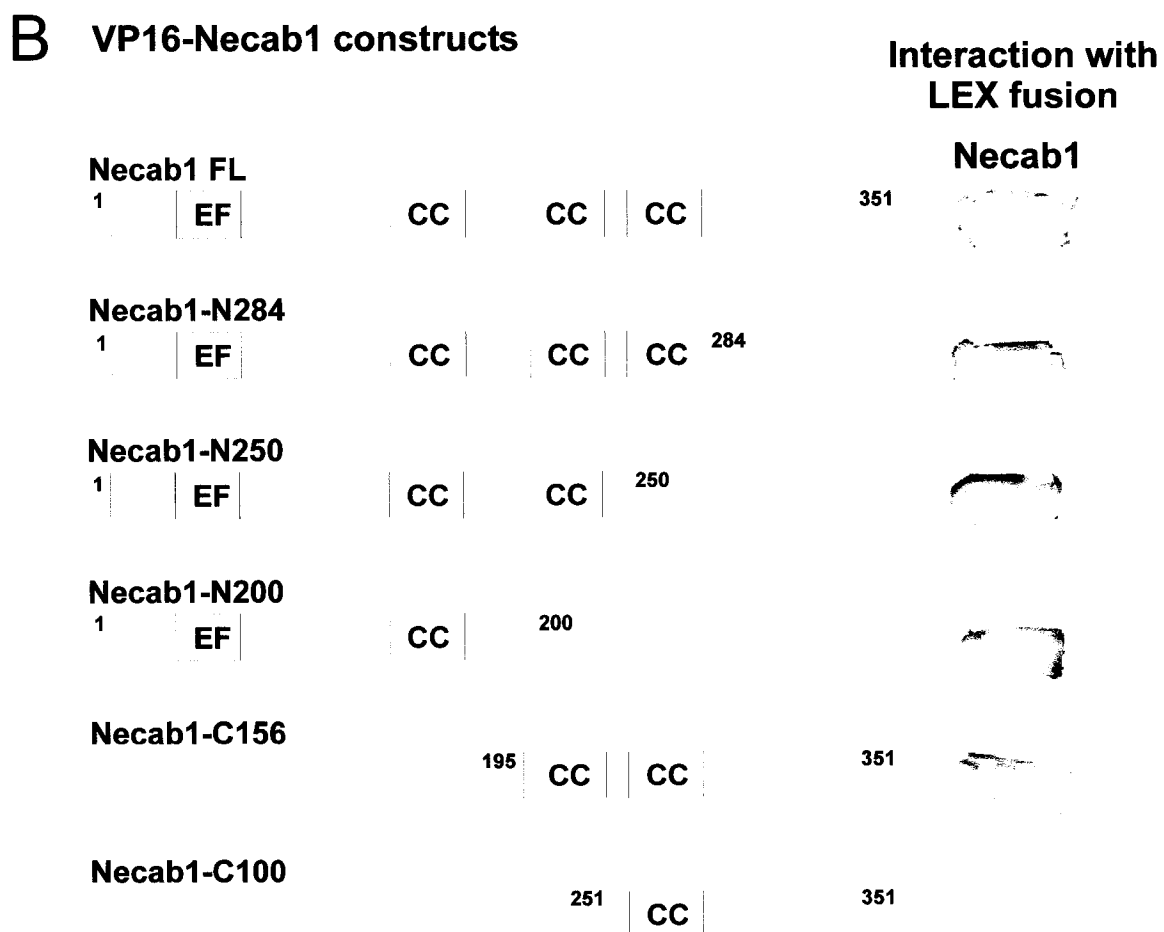 B VP16-Necab1 constructs
Interaction with
LEX fusion
Necab1
Necab1 FL
1 EF CC CC CC 351
Necab1-N284
1 EF CC CC CC 284
Necab1-N250
1 EF CC CC 250
Necab1-N200
1 EF CC 200
Necab1-C156
195 CC CC 351
Necab1-C100
251 CC 351